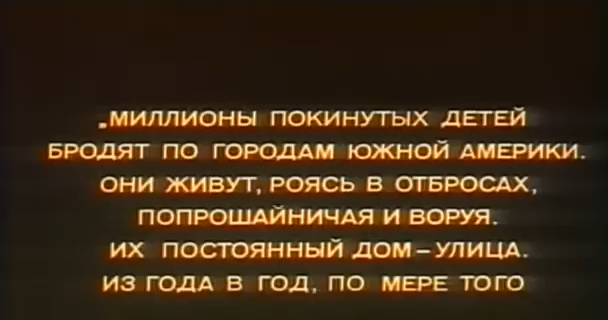 „МИЛЛИОНЫ ПОКИНУТЫХ ДЕТЕЙ
БРОДЯТ ПО ГОРОДАМ ЮЖНОЙ АМЕРИКИ.
ОНИ ЖИВУТ, РОЯСЬ В ОТБРОСАХ,
ПОПРОШАЙНИЧАЯ И ВОРУЯ.
ИХ ПОСТОЯННЫЙ ДОМ – УЛИЦА.
ИЗ ГОДА В ГОД, ПО МЕРЕ ТОГО